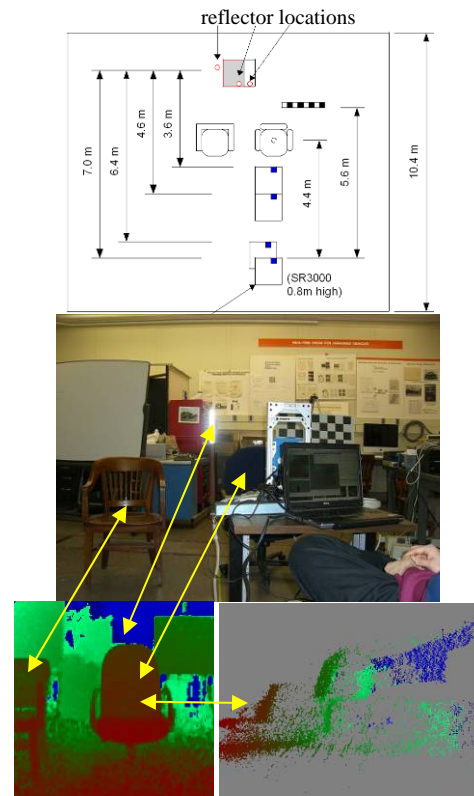 reflector locations
7.0 m
6.4 m
4.6 m
3.6 m
4.4 m
5.6 m
10.4 m
(SR3000
0.8m high)